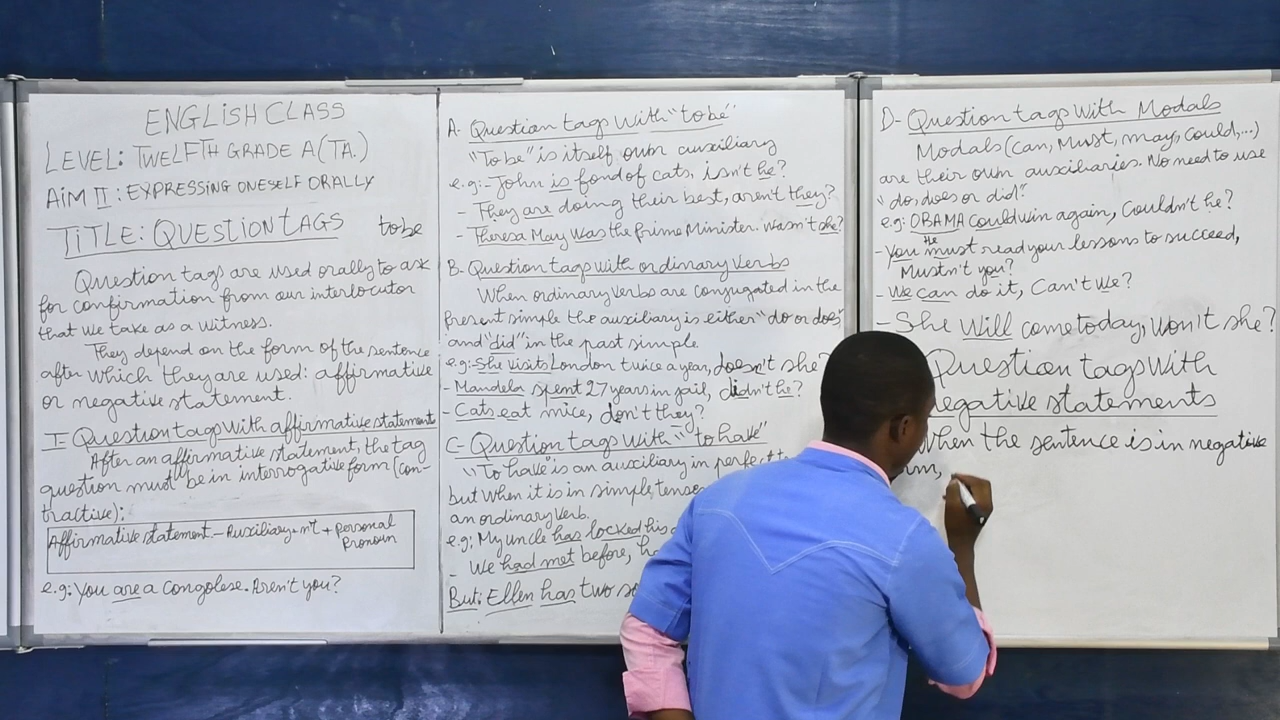 ENGLISH CLASS
LEVEL: TWELFTH GRADE A (TA.)
AIM II : EXPRESSING ONESELF ORALLY
TITLE: QUESTION TAGS to be
Question tags are used orally to ask
for confirmation from our interlocutor
that we take as a witness.
They depend on the form of the sentence
after which they are used: affirmative
or negative statement.
I- Question tags with affirmative statements
After an affirmative statement, the tag
question must be in interrogative form (con-
tractive):
Affirmative statement - Auxiliary + n't + personal
pronoun
e.g: You are a congolese. Aren't you?
A- Question tags with "to be"
"To be" is itself own auxiliary
e.g:- John is fond of cats, isn't he?
- They are doing their best, aren't they?
- Theresa May was the prime Minister. wasn't she?
B- Question tags with ordinary verbs
When ordinary verbs are conjugated in the
present simple the auxiliary is either "do or does"
and "did" in the past simple
e.g:- She visits London twice a year, doesn't she?
- Mandela spent 27 years in jail, didn't he?
- Cats eat mice, don't they?
C- Question tags with "to have"
"To have" is an auxiliary in perfect
but when it is in simple tense
an ordinary verb.
e.g: My uncle has locked his
- We had met before,
But: Ellen has two
D- Question tags with Modals
Modals (can, Must, may, could,...)
are their own auxiliaries. No need to use
"do, does or did"
e.g: OBAMA could win again, Couldn't he?
- You must read your lessons to succeed,
He
Mustn't you?
- We can do it, Can't we?
- She will come today, won't she?
Question tags with
negative statements
When the sentence is in negative